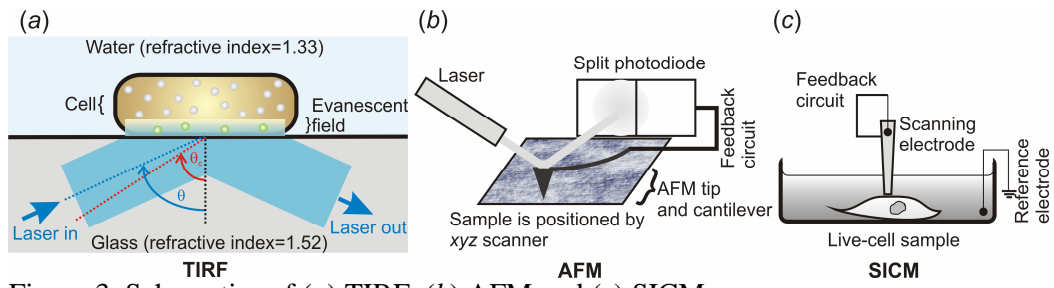 (a)
Water (refractive index=1.33)
Cell{
Evanescent
}field
θc
θ
Laser in
Laser out
Glass (refractive index=1.52)
TIRF
(b)
Laser
Split photodiode
Feedback
circuit
AFM tip
and cantilever
Sample is positioned by
xyz scanner
AFM
(c)
Feedback
circuit
Scanning
electrode
Reference
electrode
Live-cell sample
SICM